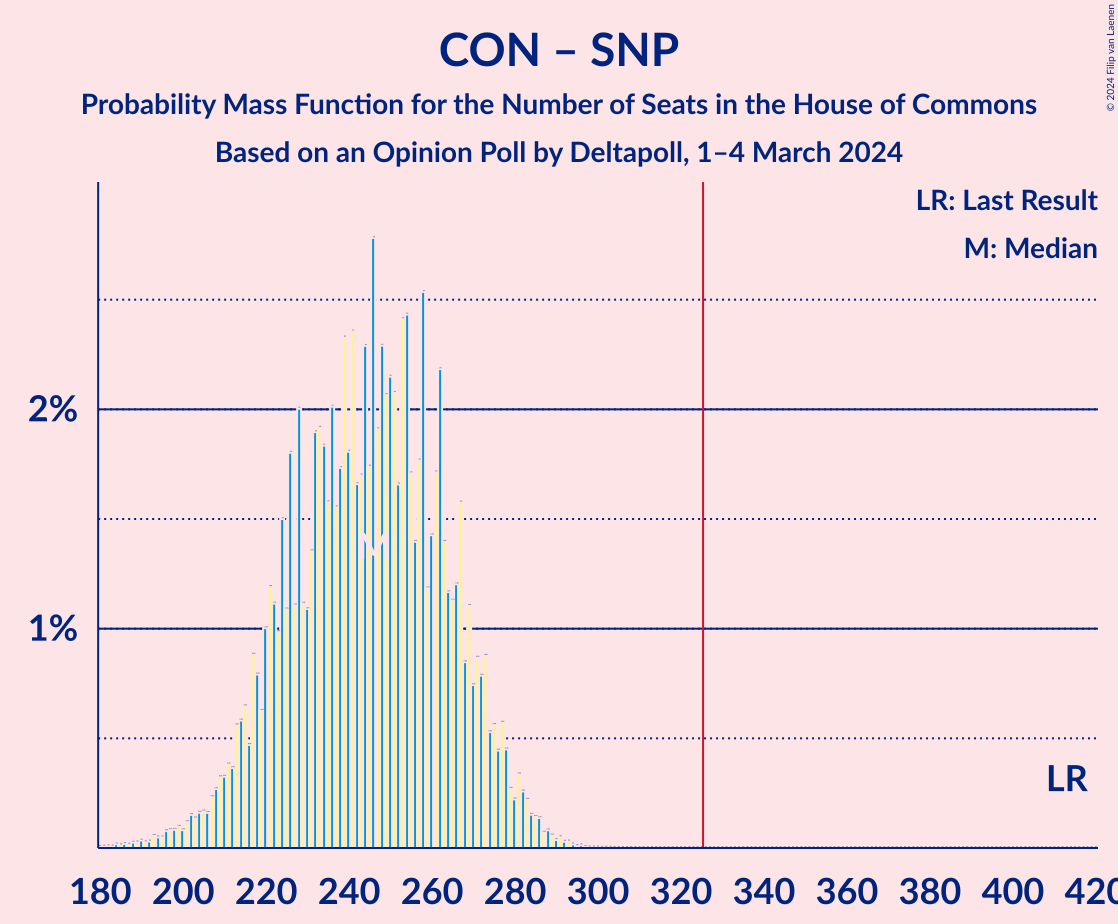 CON – SNP
Probability Mass Function for the Number of Seats in the House of Commons
Based on an Opinion Poll by Deltapoll, 1–4 March 2024
© 2024 Filip van Laenen
LR: Last Result
M: Median
2%
1%
LR
180 200 220 240 260 280 300 320 340 360 380 400 420